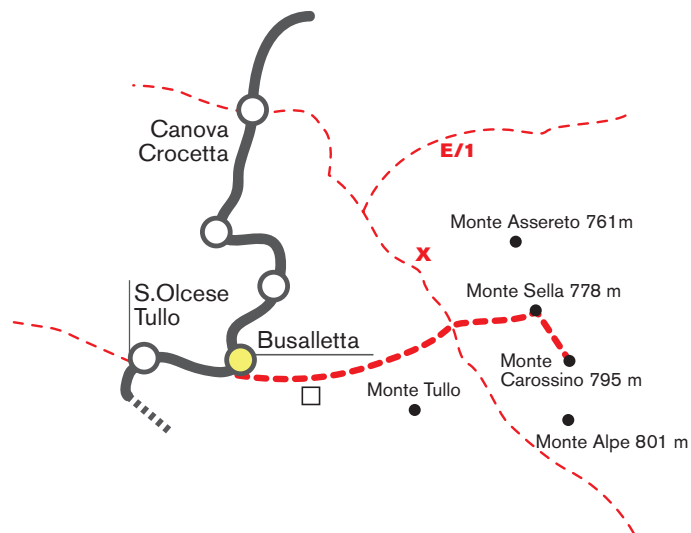 Canova
Crocetta
E/1
Monte Assereto 761m
X
Monte Sella 778 m
S.Olcese
Tullo
Busalletta
Monte
Carossino 795 m
Monte Tullo
Monte Alpe 801 m